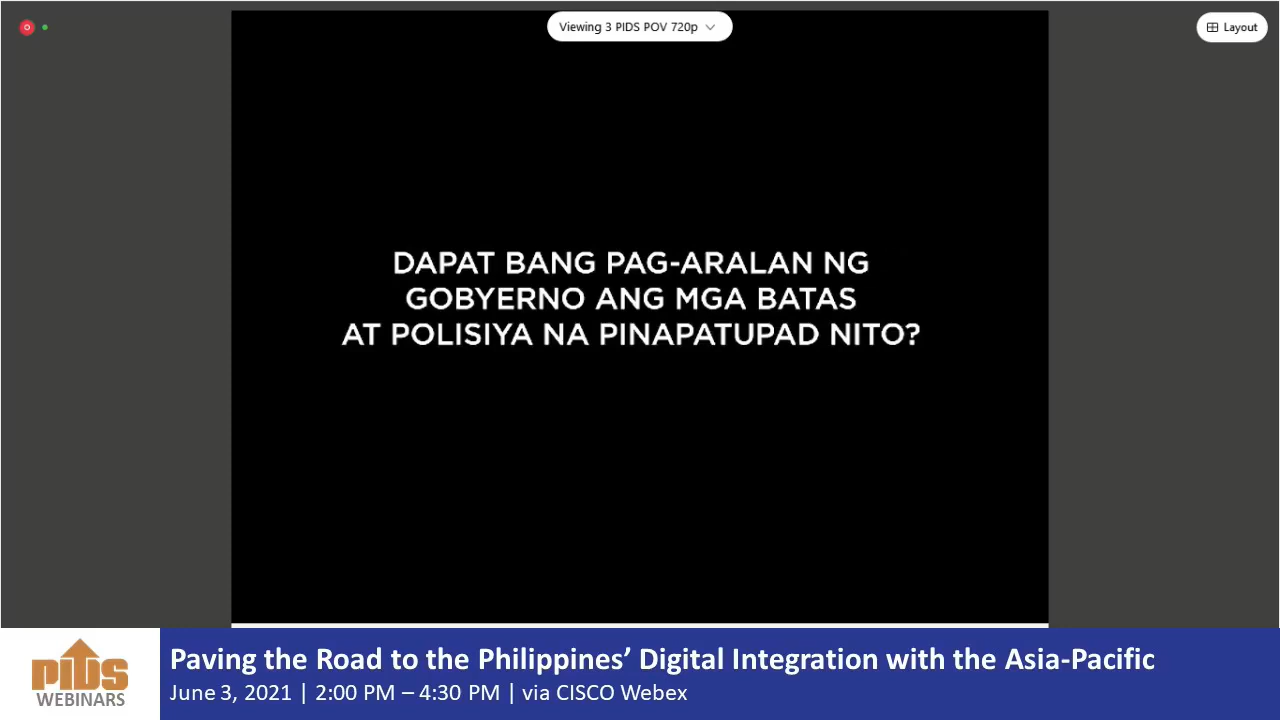 Viewing 3 PIDS POV 720p
Layout
DAPAT BANG PAG-ARALAN NG
GOBYERNO ANG MGA BATAS
AT POLISIYA NA PINAPATUPAD NITO?
PIDS
WEBINARS
Paving the Road to the Philippines’ Digital Integration with the Asia-Pacific
June 3, 2021 | 2:00 PM – 4:30 PM | via CISCO Webex